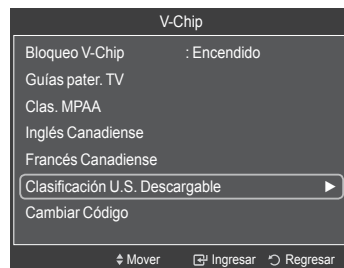 V-Chip
Bloqueo V-Chip : Encendido
Guías pater. TV
Clas. MPAA
Inglés Canadiense
Francés Canadiense
Clasificación U.S. Descargable
Cambiar Código
Mover Ingresar Regresar